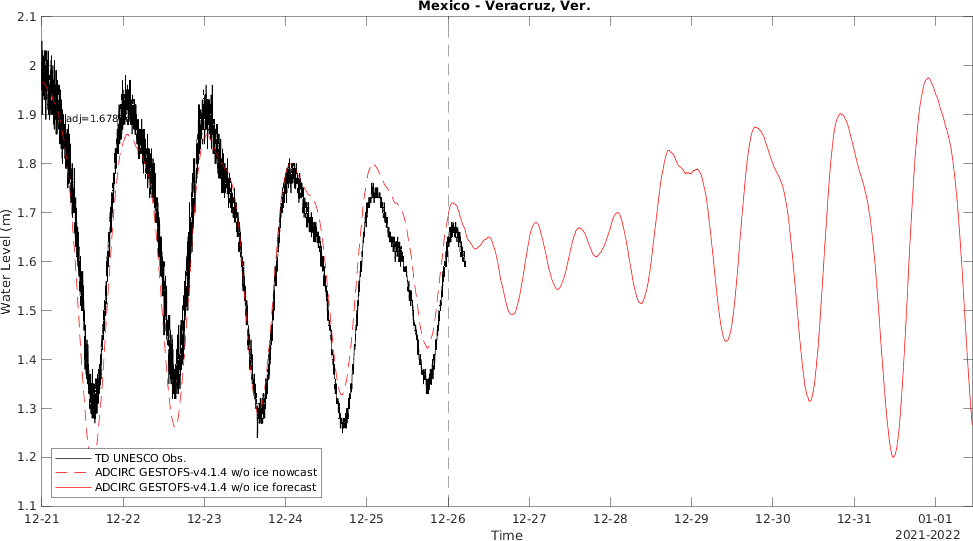 Mexico - Veracruz, Ver.
2.1
2
1.9
1.8
1.7
1.6
1.5
1.4
1.3
1.2
1.1
Water Level (m)
adj=1.678
TD UNESCO Obs.
ADCIRC GESTOFS-v4.1.4 w/o ice nowcast
ADCIRC GESTOFS-v4.1.4 w/o ice forecast
12-21 12-22 12-23 12-24 12-25 12-26 12-27 12-28 12-29 12-30 12-31 01-01
Time
2021-2022